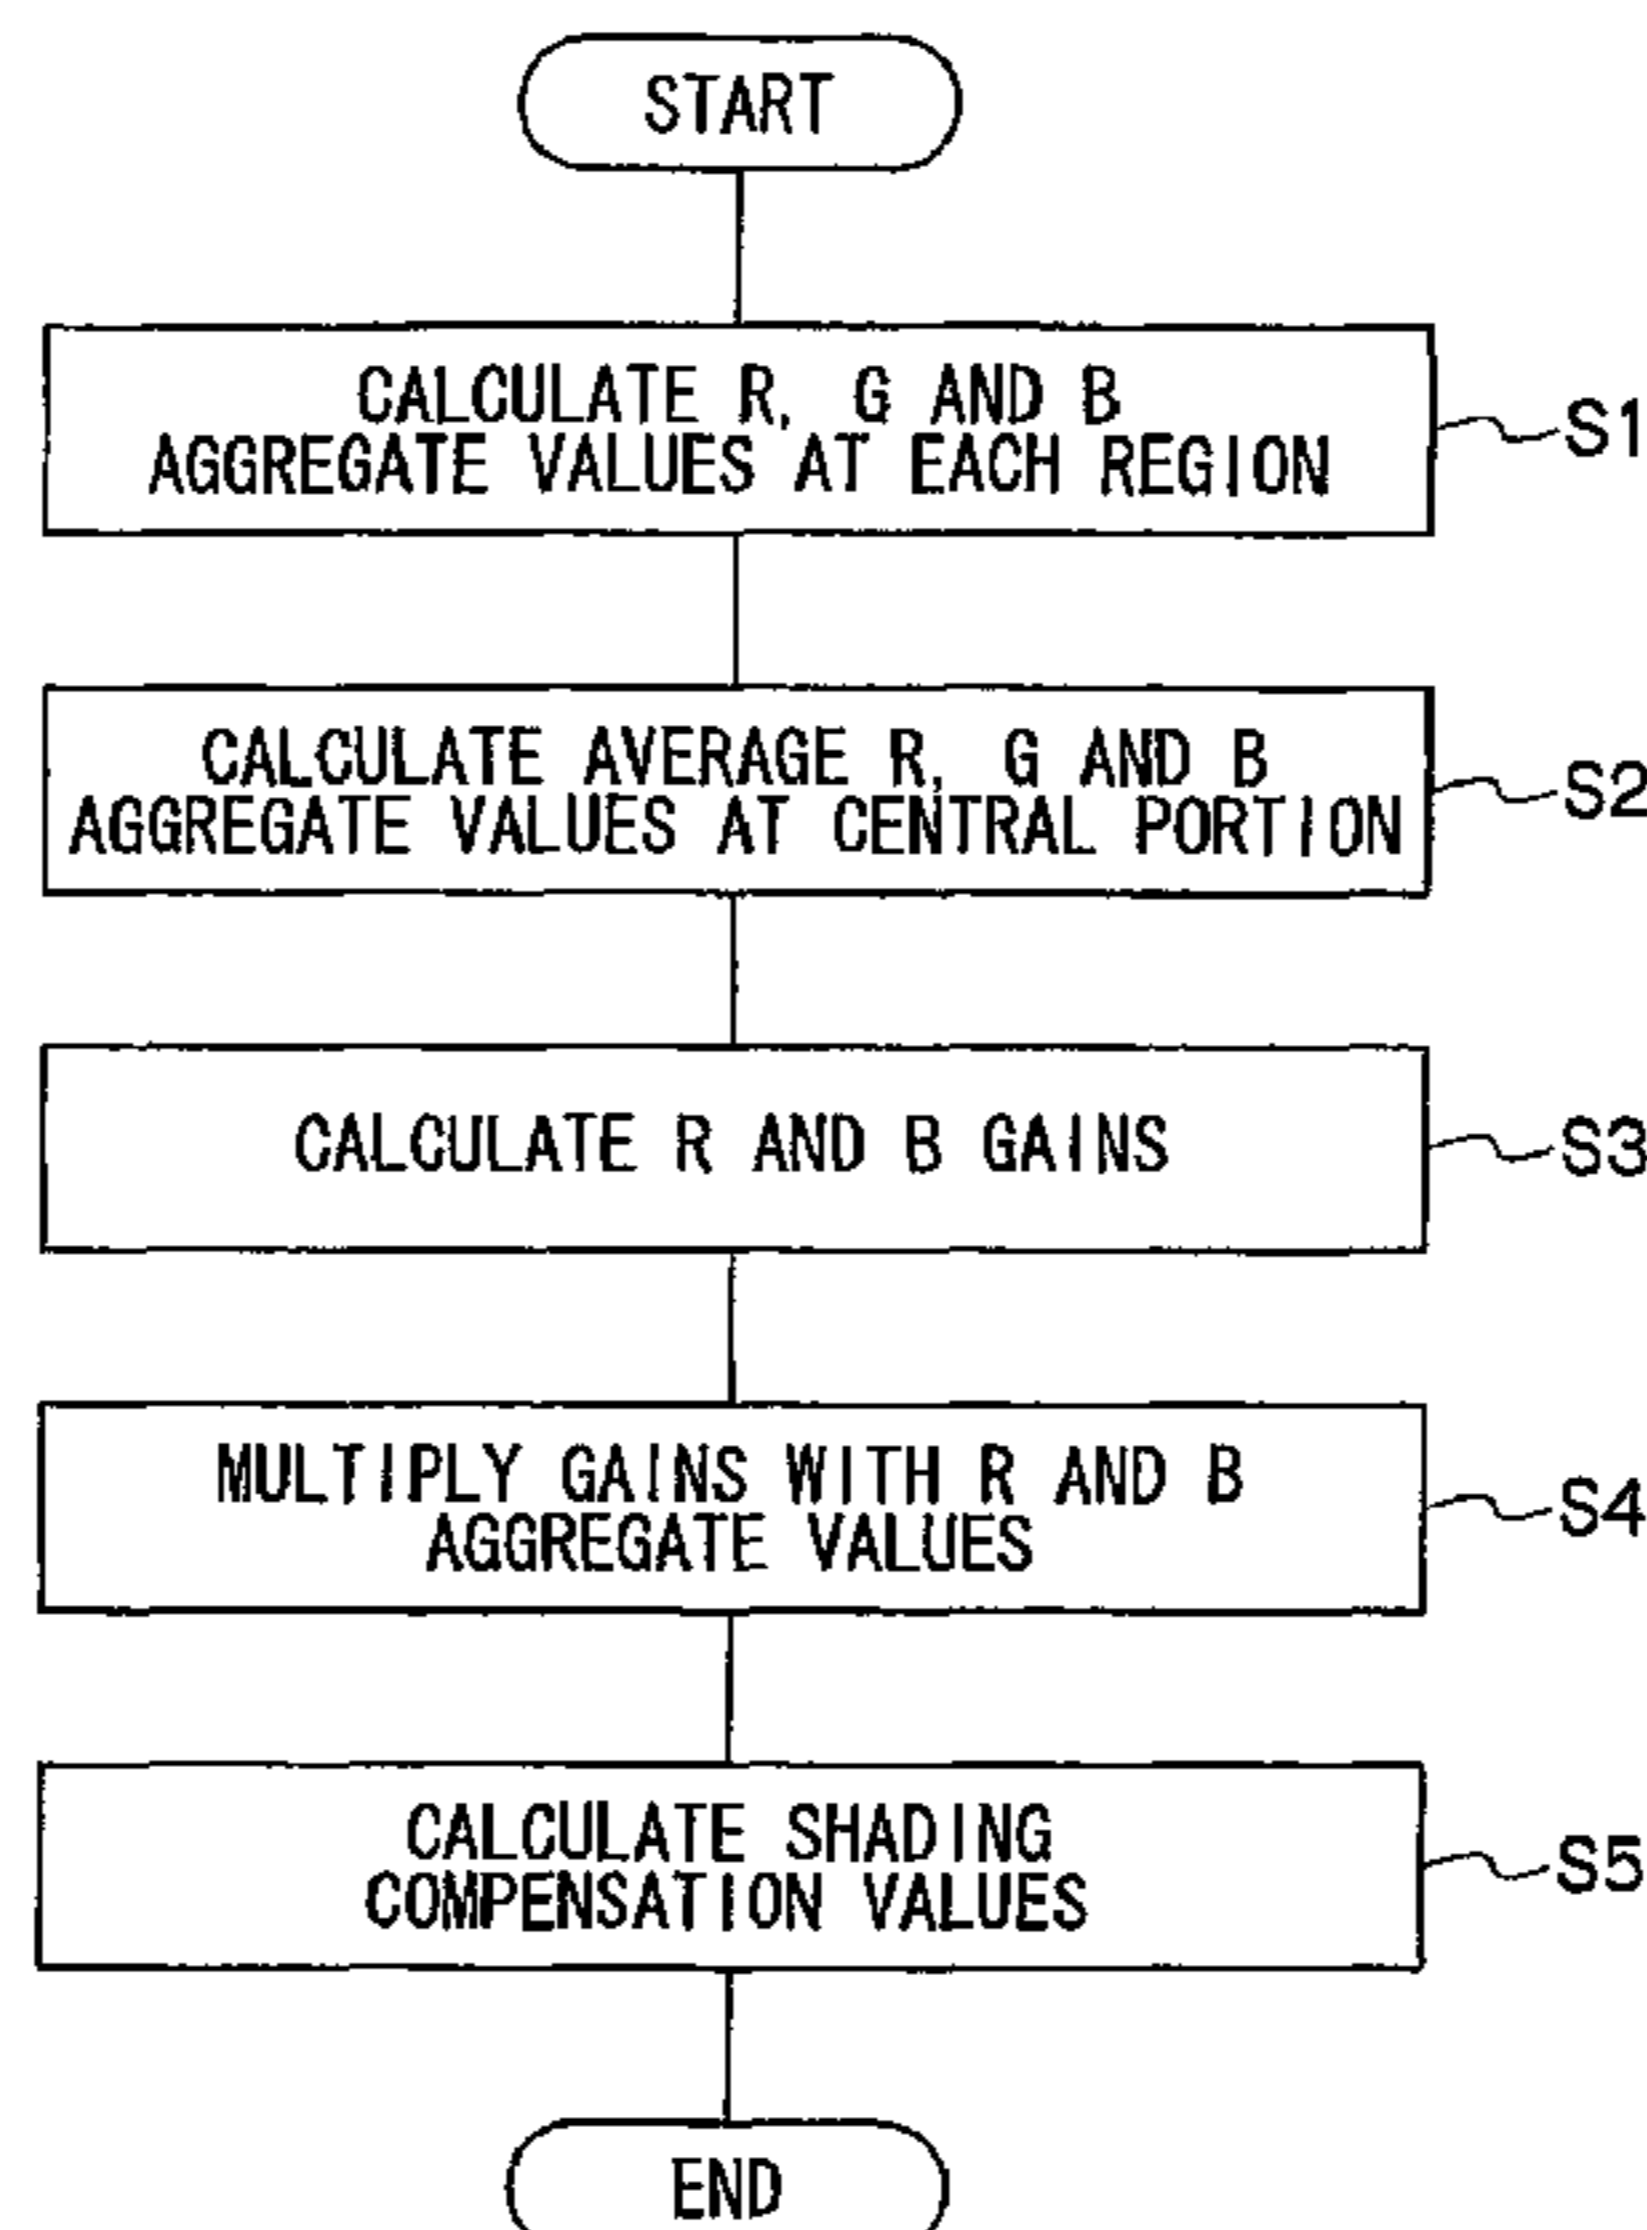 START
CALCULATE R, G AND B
AGGREGATE VALUES AT EACH REGION
S1
CALCULATE AVERAGE R, G AND B
AGGREGATE VALUES AT CENTRAL PORTION
S2
CALCULATE R AND B GAINS
S3
MULTIPLY GAINS WITH R AND B
AGGREGATE VALUES
S4
CALCULATE SHADING
COMPENSATION VALUES
S5
END